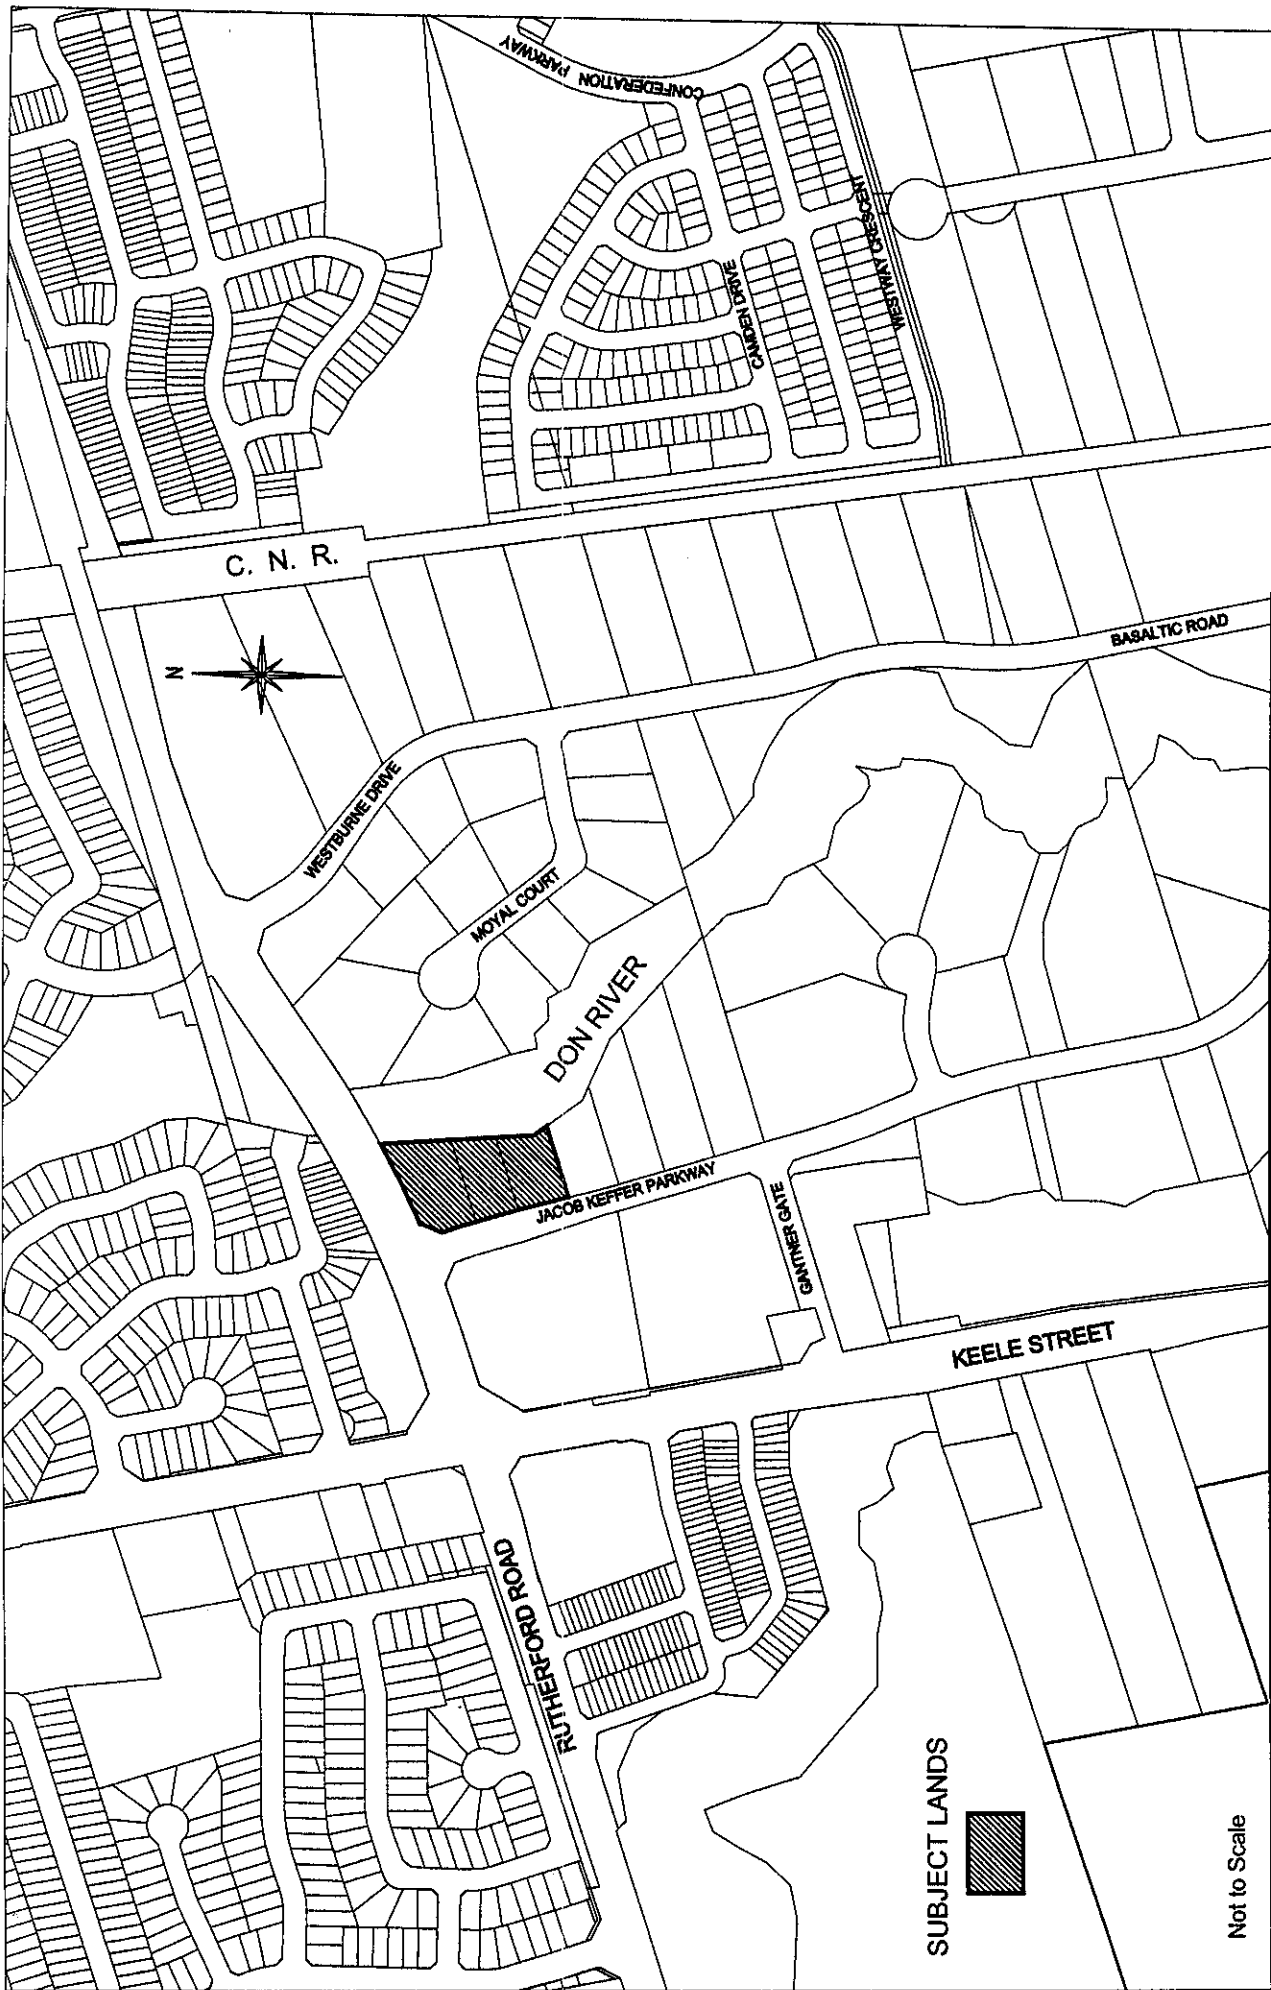 CONFEDERATION PARKWAY
WESTWAY CRESCENT
CAMDEN DRIVE
C. N. R.
BASALTIC ROAD
N
WESTBURNE DRIVE
MOYAL COURT
DON RIVER
JACOB KEFFER PARKWAY
GANTNER GATE
KEELE STREET
RUTHERFORD ROAD
SUBJECT LANDS
Not to Scale